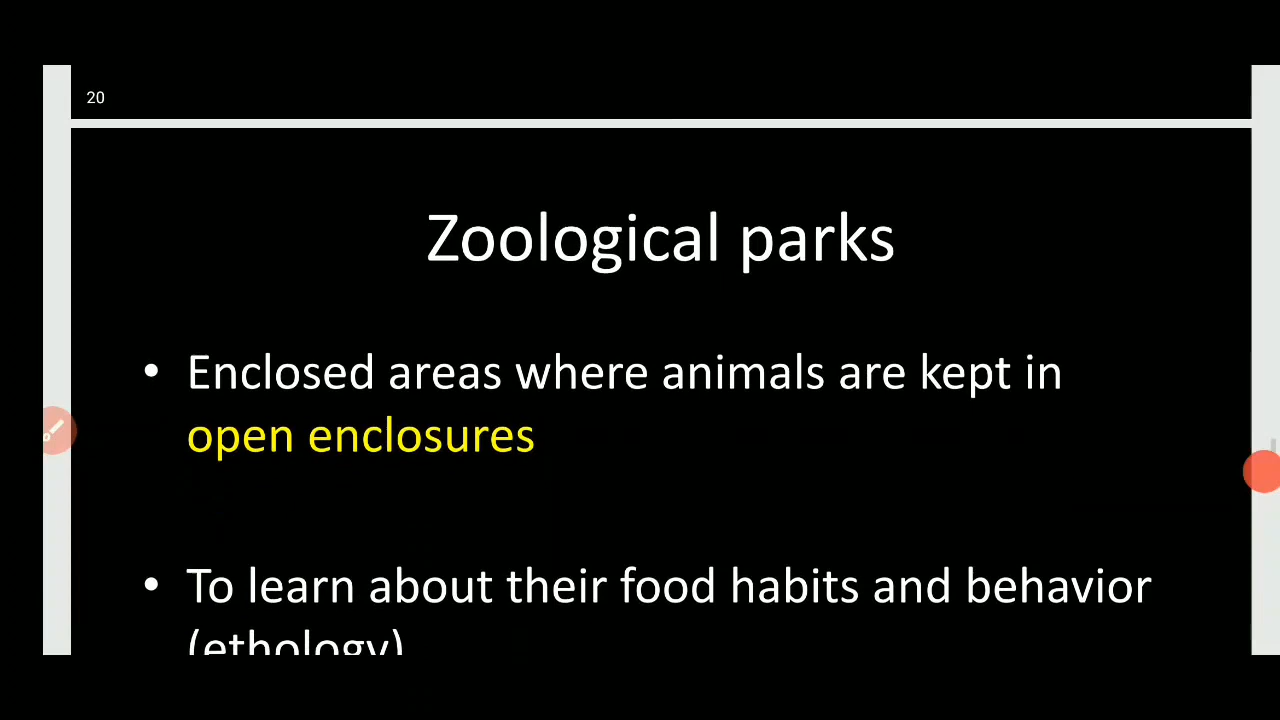 20
Zoological parks
• Enclosed areas where animals are kept in
open enclosures
• To learn about their food habits and behavior
(ethology)